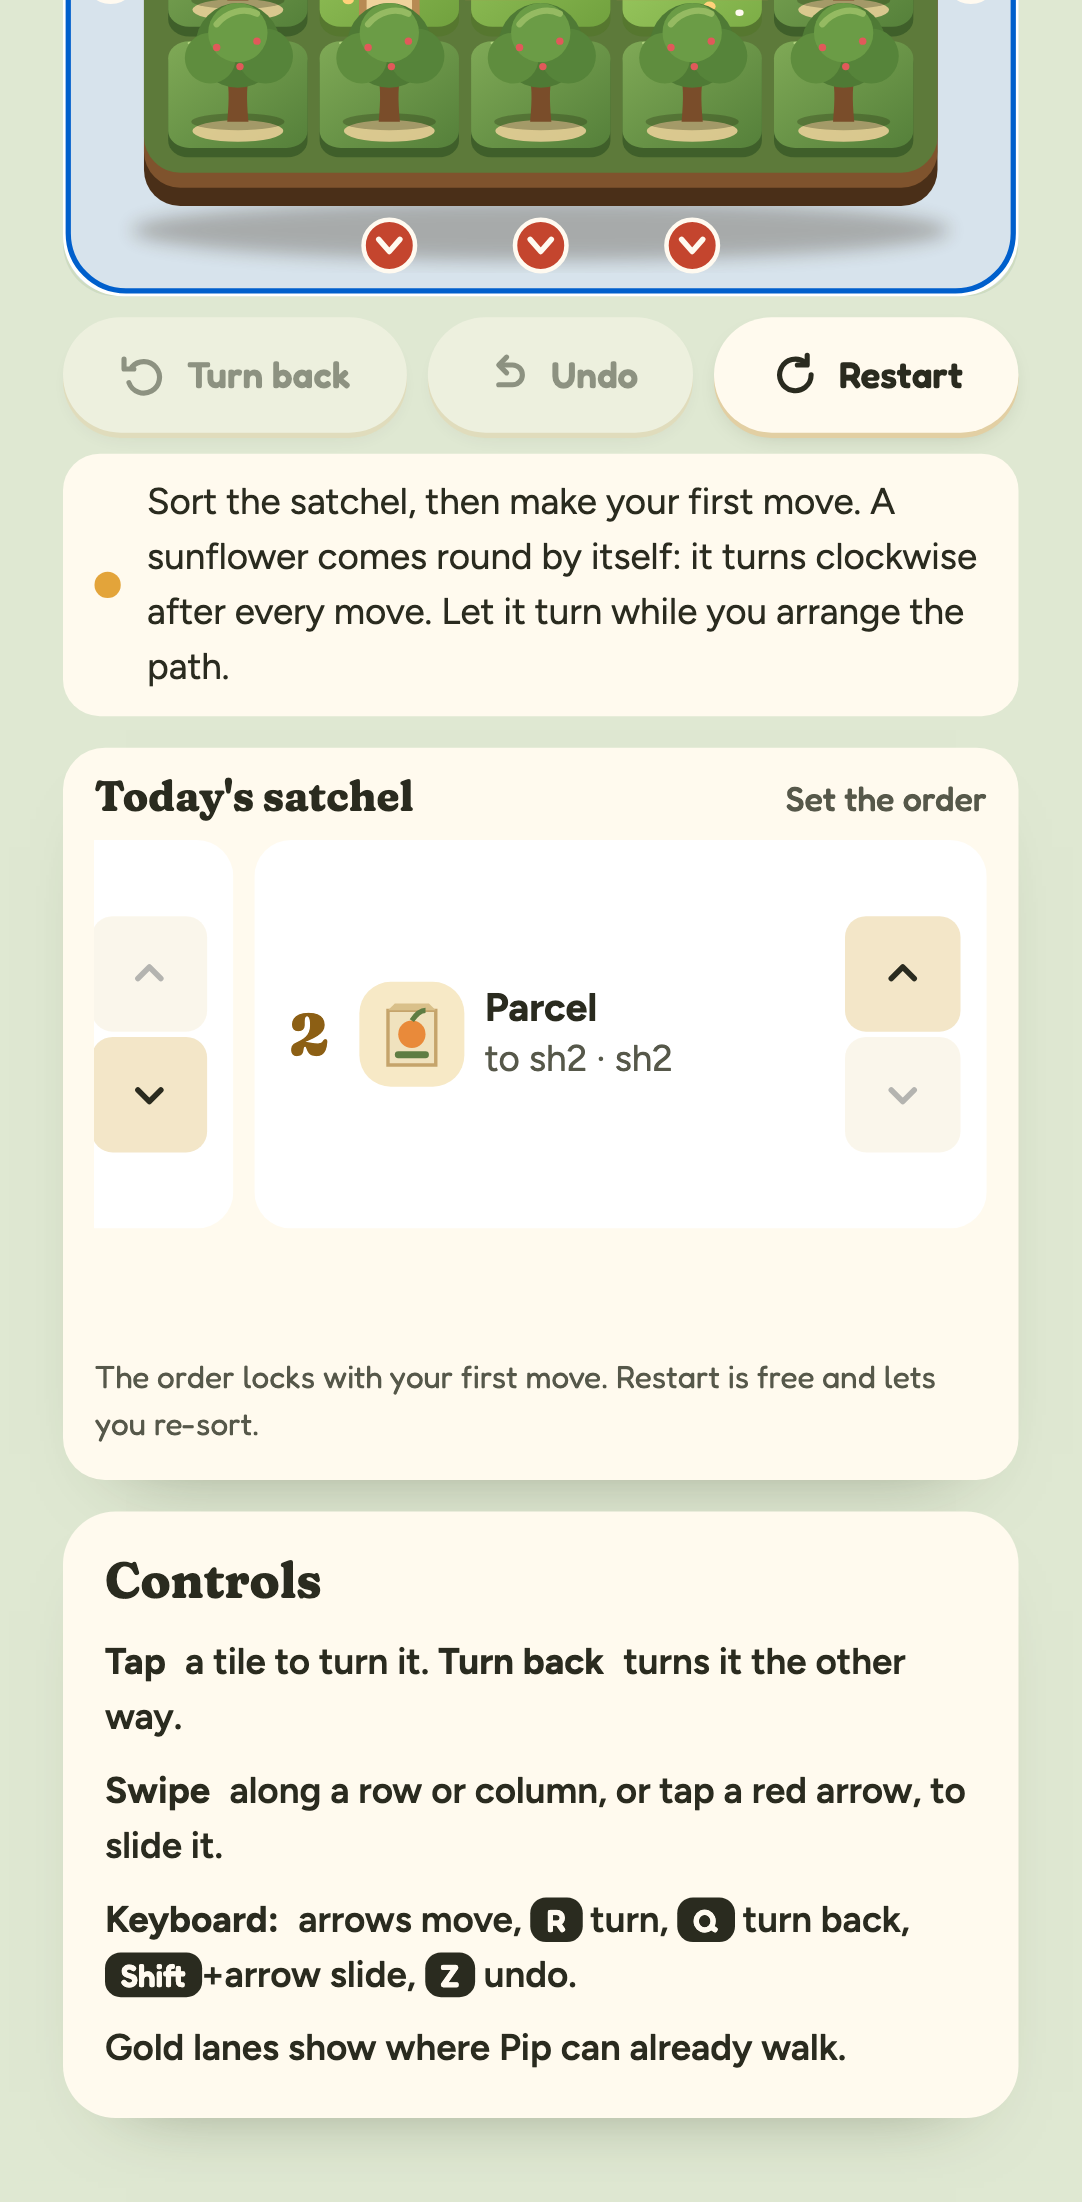 Turn back
Undo
Restart
Sort the satchel, then make your first move. A
sunflower comes round by itself: it turns clockwise
after every move. Let it turn while you arrange the
path.
Today's satchel
Set the order
2
Parcel
to sh2 · sh2
The order locks with your first move. Restart is free and lets
you re-sort.
Controls
Tap a tile to turn it. Turn back turns it the other
way.
Swipe along a row or column, or tap a red arrow, to
slide it.
Keyboard: arrows move, R turn, Q turn back,
Shift+arrow slide, Z undo.
Gold lanes show where Pip can already walk.